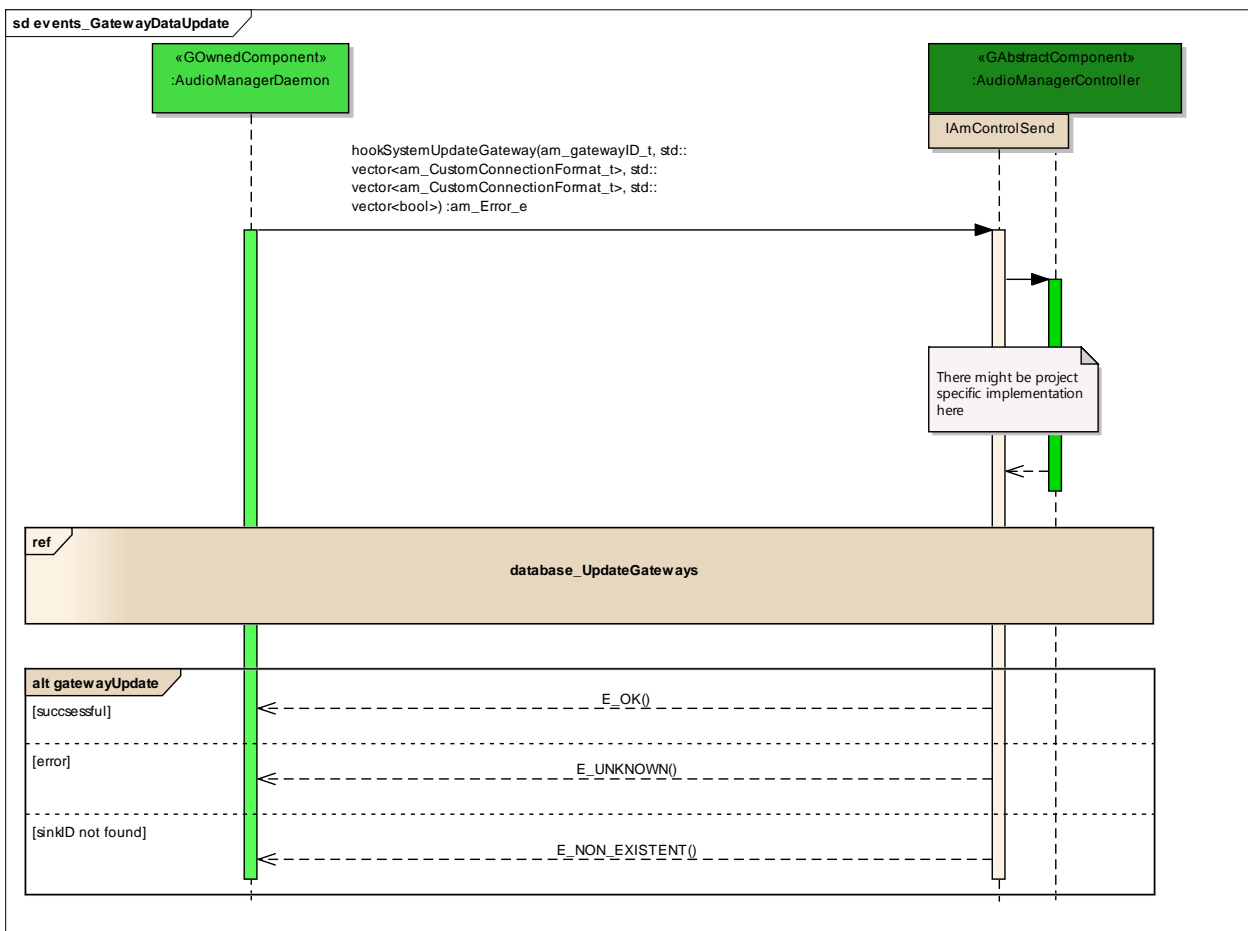 sd events_GatewayDataUpdate
«GOwnedComponent»
:AudioManagerDaemon
«GAbstractComponent»
:AudioManagerController
IAmControlSend
hookSystemUpdateGateway(am_gatewayID_t, std::
vector<am_CustomConnectionFormat_t>, std::
vector<am_CustomConnectionFormat_t>, std::
vector<bool>) :am_Error_e
There might be project
specific implementation
here
ref
database_UpdateGateways
alt gatewayUpdate
[succsessful]
E_OK()
[error]
E_UNKNOWN()
[sinkID not found]
E_NON_EXISTENT()